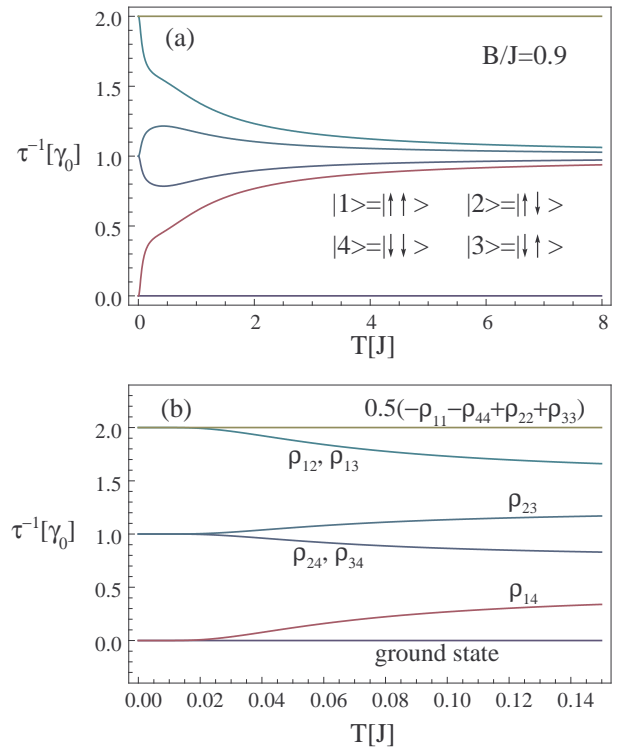 2.0
(a)
B/J=0.9
1.5
τ⁻¹[γ₀]
1.0
|1>=|↑↑> |2>=|↑↓>
0.5
|4>=|↓↓> |3>=|↓↑>
0.0
0 2 4 6 8
T[J]
(b)
0.5(-ρ₁₁-ρ₄₄+ρ₂₂+ρ₃₃)
2.0
ρ₁₂, ρ₁₃
1.5
ρ₂₃
τ⁻¹[γ₀]
1.0
ρ₂₄, ρ₃₄
0.5
ρ₁₄
0.0
ground state
0.00 0.02 0.04 0.06 0.08 0.10 0.12 0.14
T[J]